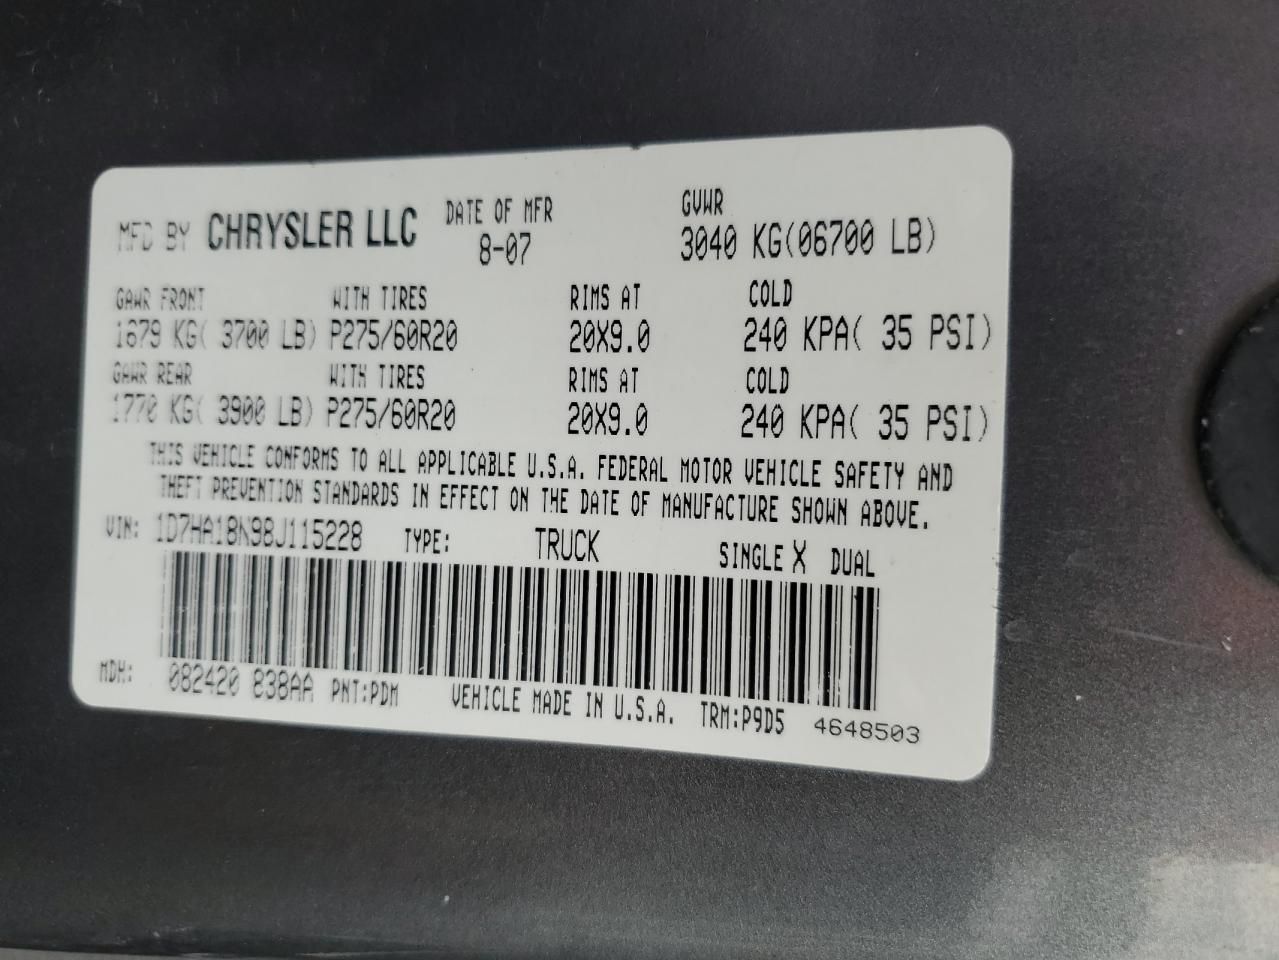 MFD BY CHRYSLER LLC DATE OF MFR 8-07 GVWR 3040 KG(06700 LB)
GAWR FRONT WITH TIRES RIMS AT COLD
1679 KG( 3700 LB) P275/60R20 20X9.0 240 KPA( 35 PSI)
GAWR REAR WITH TIRES RIMS AT COLD
1770 KG( 3900 LB) P275/60R20 20X9.0 240 KPA( 35 PSI)
THIS VEHICLE CONFORMS TO ALL APPLICABLE U.S.A. FEDERAL MOTOR VEHICLE SAFETY AND
THEFT PREVENTION STANDARDS IN EFFECT ON THE DATE OF MANUFACTURE SHOWN ABOVE.
VIN: 1D7HA18N98J115228 TYPE: TRUCK SINGLE X DUAL
MDH: 082420 838AA PNT:PDM VEHICLE MADE IN U.S.A. TRM:P9D5 4648503